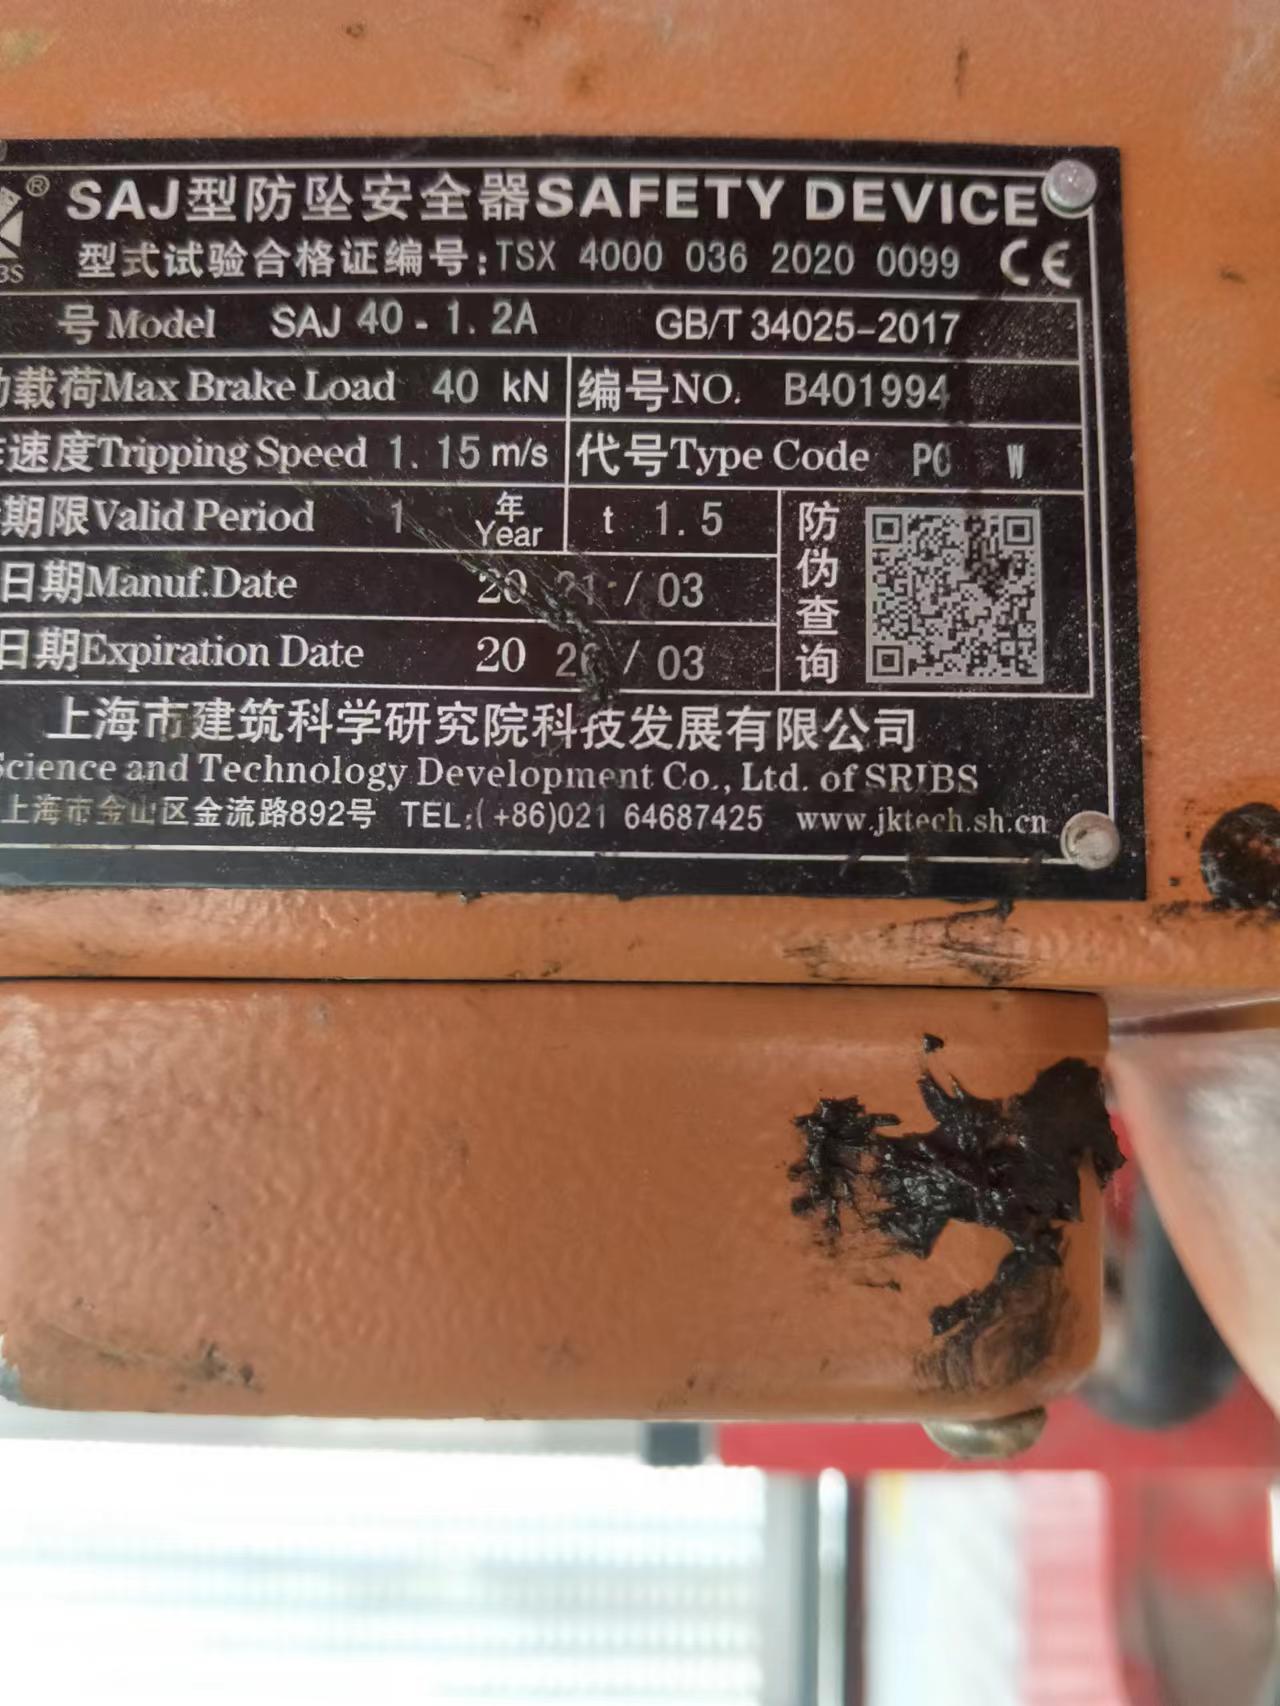 ®
SAJ型防坠安全器SAFETY DEVICE
BS
型式试验合格证编号:TSX 4000 036 2020 0099 CE
号Model SAJ 40-1.2A GB/T 34025-2017
载荷Max Brake Load 40 kN 编号NO. B401994
速度Tripping Speed 1.15 m/s 代号Type Code W
期限Valid Period 1 年Year t 1.5
防伪查询
日期Manuf.Date 2021/03
日期Expiration Date 2026/03
上海市建筑科学研究院科技发展有限公司
Science and Technology Development Co., Ltd. of SRIBS
上海市金山区金流路892号 TEL:(+86)021 64687425 www.jktech.sh.cn